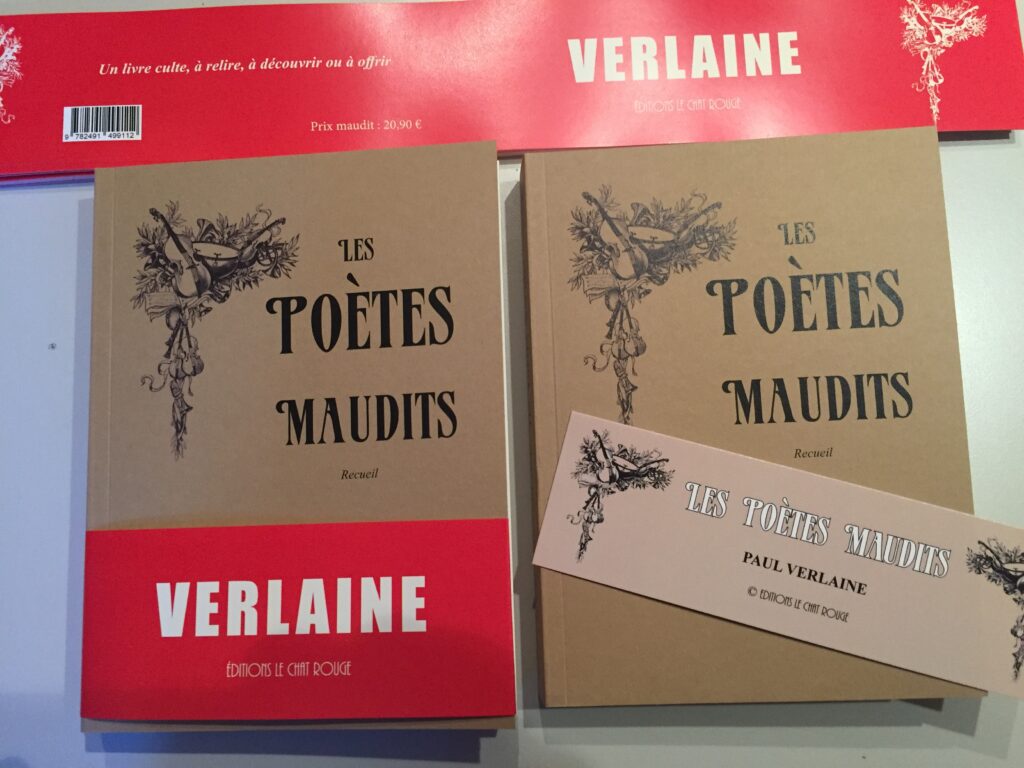 Un livre culte, à relire, à découvrir ou à offrir
9 782491 499112
Prix maudit : 20,90 €
VERLAINE
ÉDITIONS LE CHAT ROUGE
LES
POÈTES
MAUDITS
Recueil
VERLAINE
ÉDITIONS LE CHAT ROUGE
LES
POÈTES
MAUDITS
Recueil
LES POÈTES MAUDITS
PAUL VERLAINE
© EDITIONS LE CHAT ROUGE